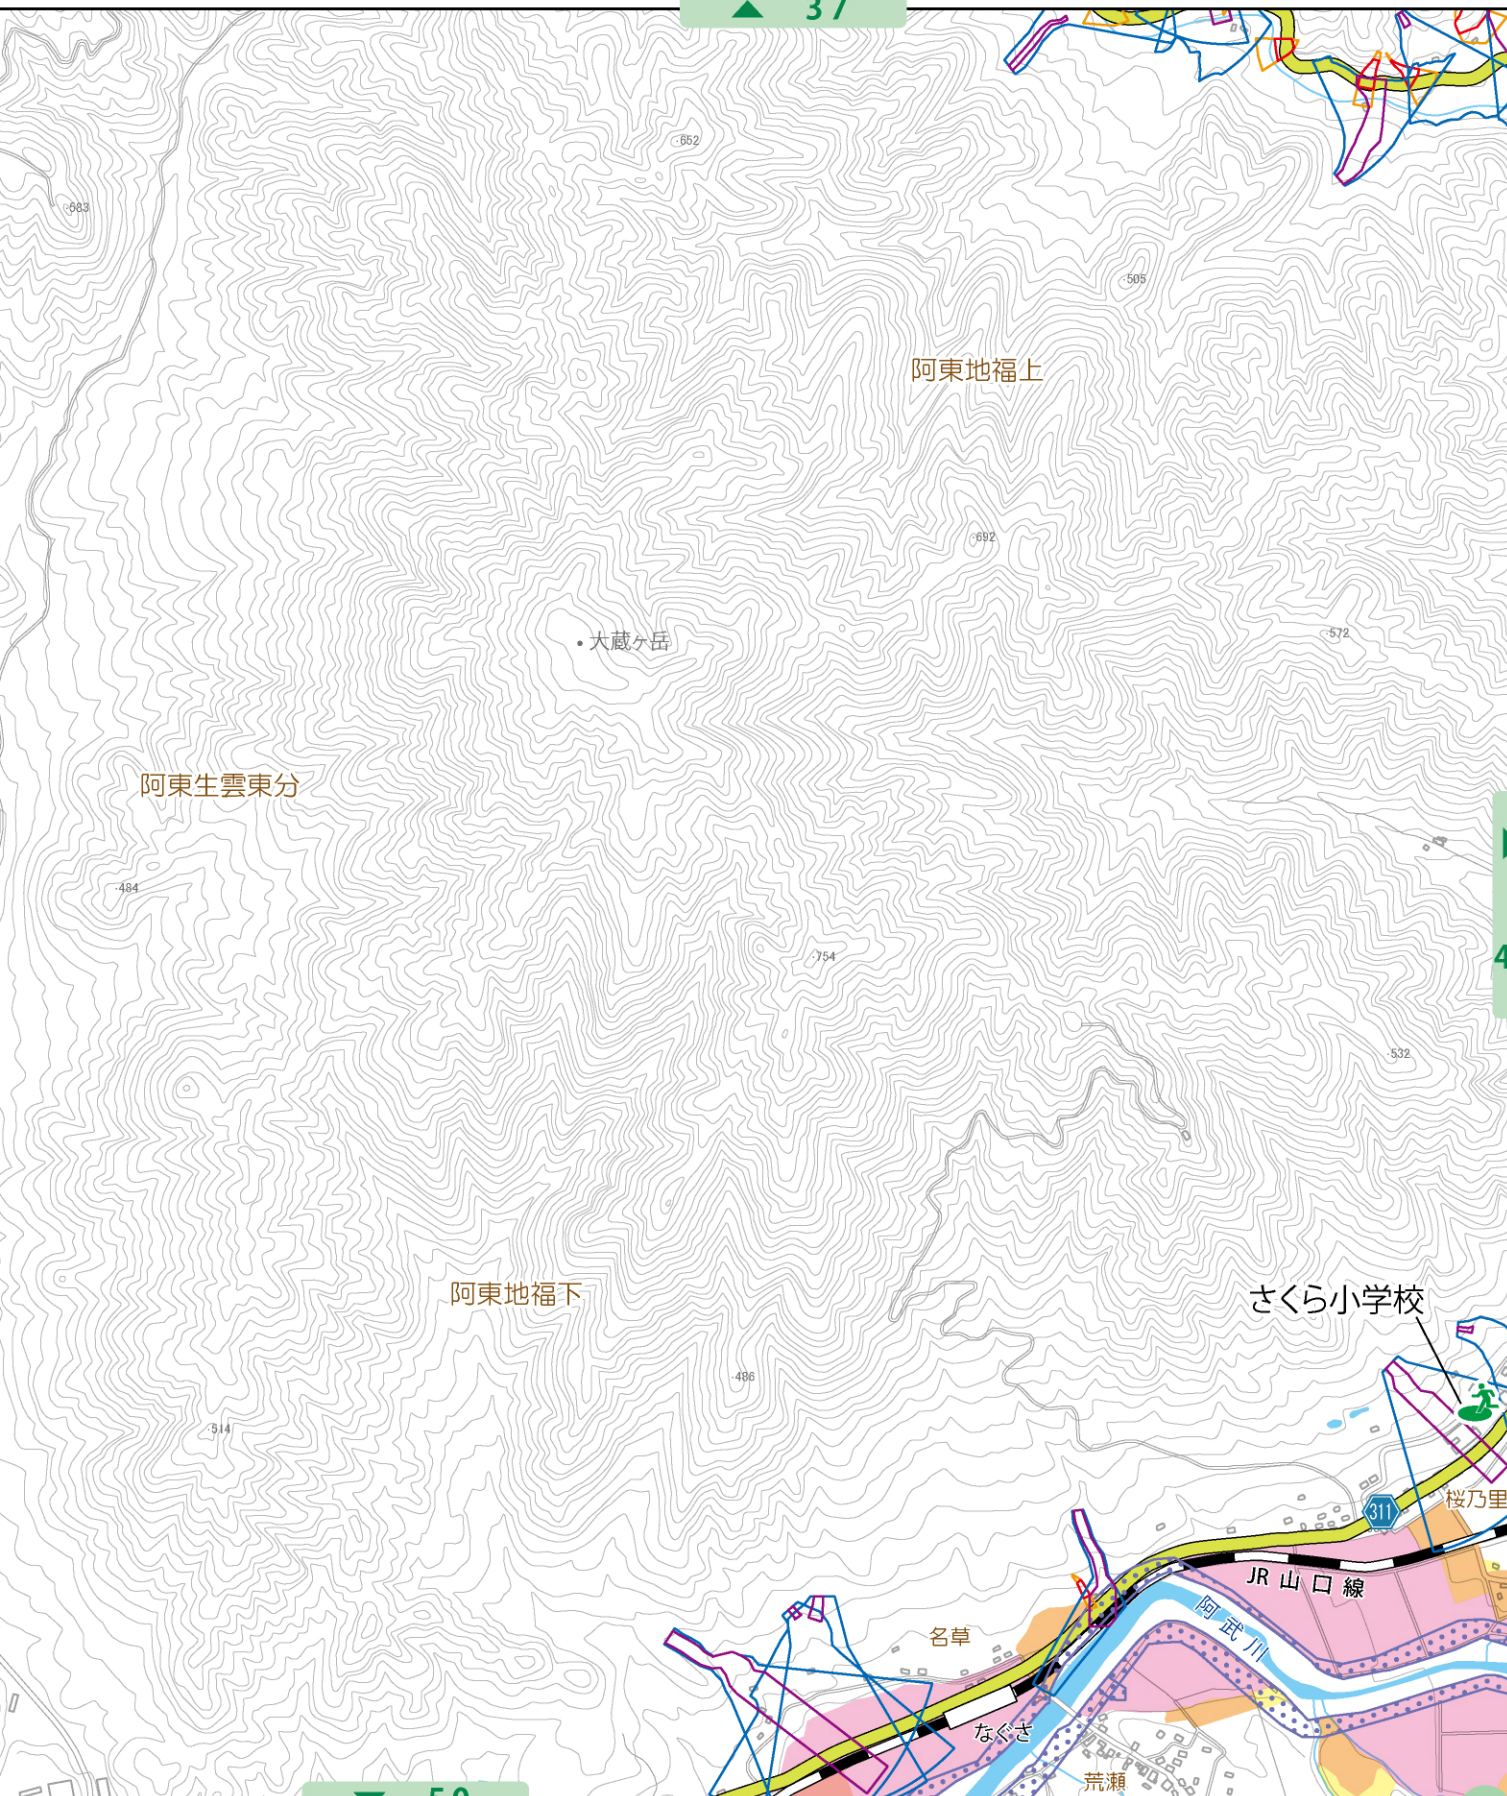 ▲ 37
·652
·683
·505
阿東地福上
·692
·572
大蔵ヶ岳
阿東生雲東分
·484
4
·754
·532
阿東地福下
さくら小学校
·486
·514
桜乃里
311
JR 山口線
阿武川
名草
なぐさ
荒瀬
▼ 50